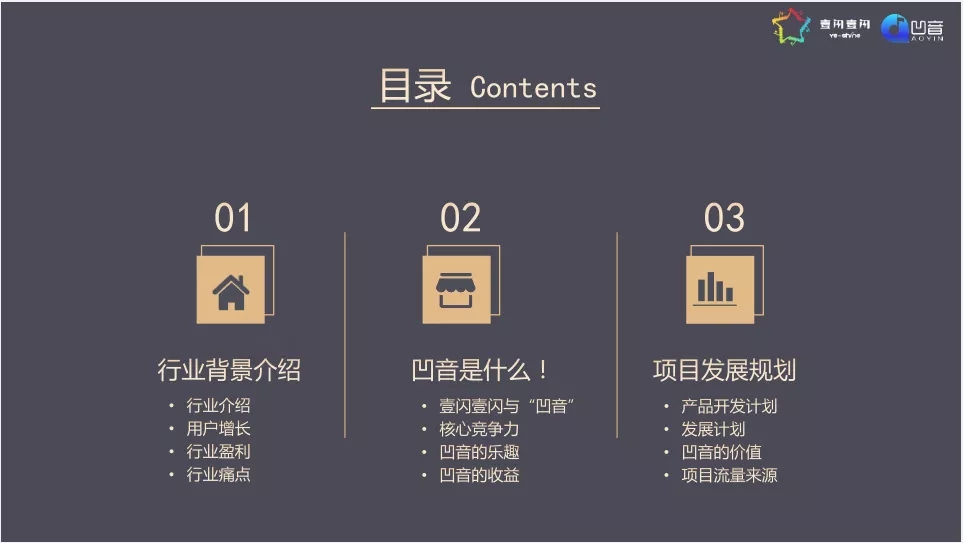 壹闪壹闪
ye-shine
凹音
AOYIN
目录 Contents
01
行业背景介绍
• 行业介绍
• 用户增长
• 行业盈利
• 行业痛点
02
凹音是什么！
• 壹闪壹闪与“凹音”
• 核心竞争力
• 凹音的乐趣
• 凹音的收益
03
项目发展规划
• 产品开发计划
• 发展计划
• 凹音的价值
• 项目流量来源